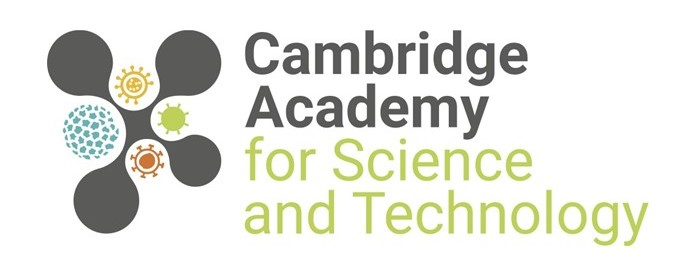 Cambridge
Academy
for Science
and Technology